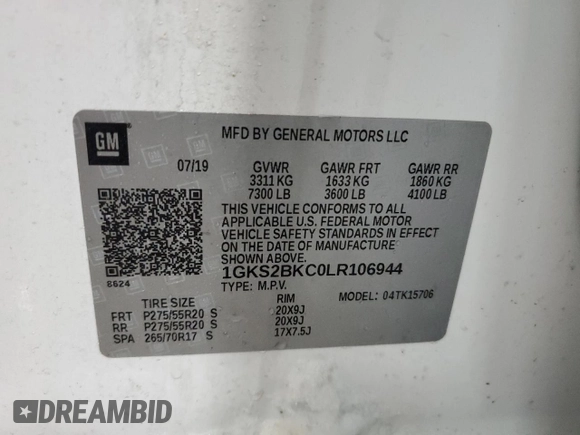 GM
MFD BY GENERAL MOTORS LLC
07/19 GVWR GAWR FRT GAWR RR
3311 KG 1633 KG 1860 KG
7300 LB 3600 LB 4100 LB
THIS VEHICLE CONFORMS TO ALL
APPLICABLE U.S. FEDERAL MOTOR
VEHICLE SAFETY STANDARDS IN EFFECT
ON THE DATE OF MANUFACTURE SHOWN
ABOVE.
1GKS2BKC0LR106944
8624
TYPE: M.P.V. MODEL: 04TK15706
TIRE SIZE RIM
FRT P275/55R20 S 20X9J
RR P275/55R20 S 20X9J
SPA 265/70R17 S 17X7.5J
DREAMBID